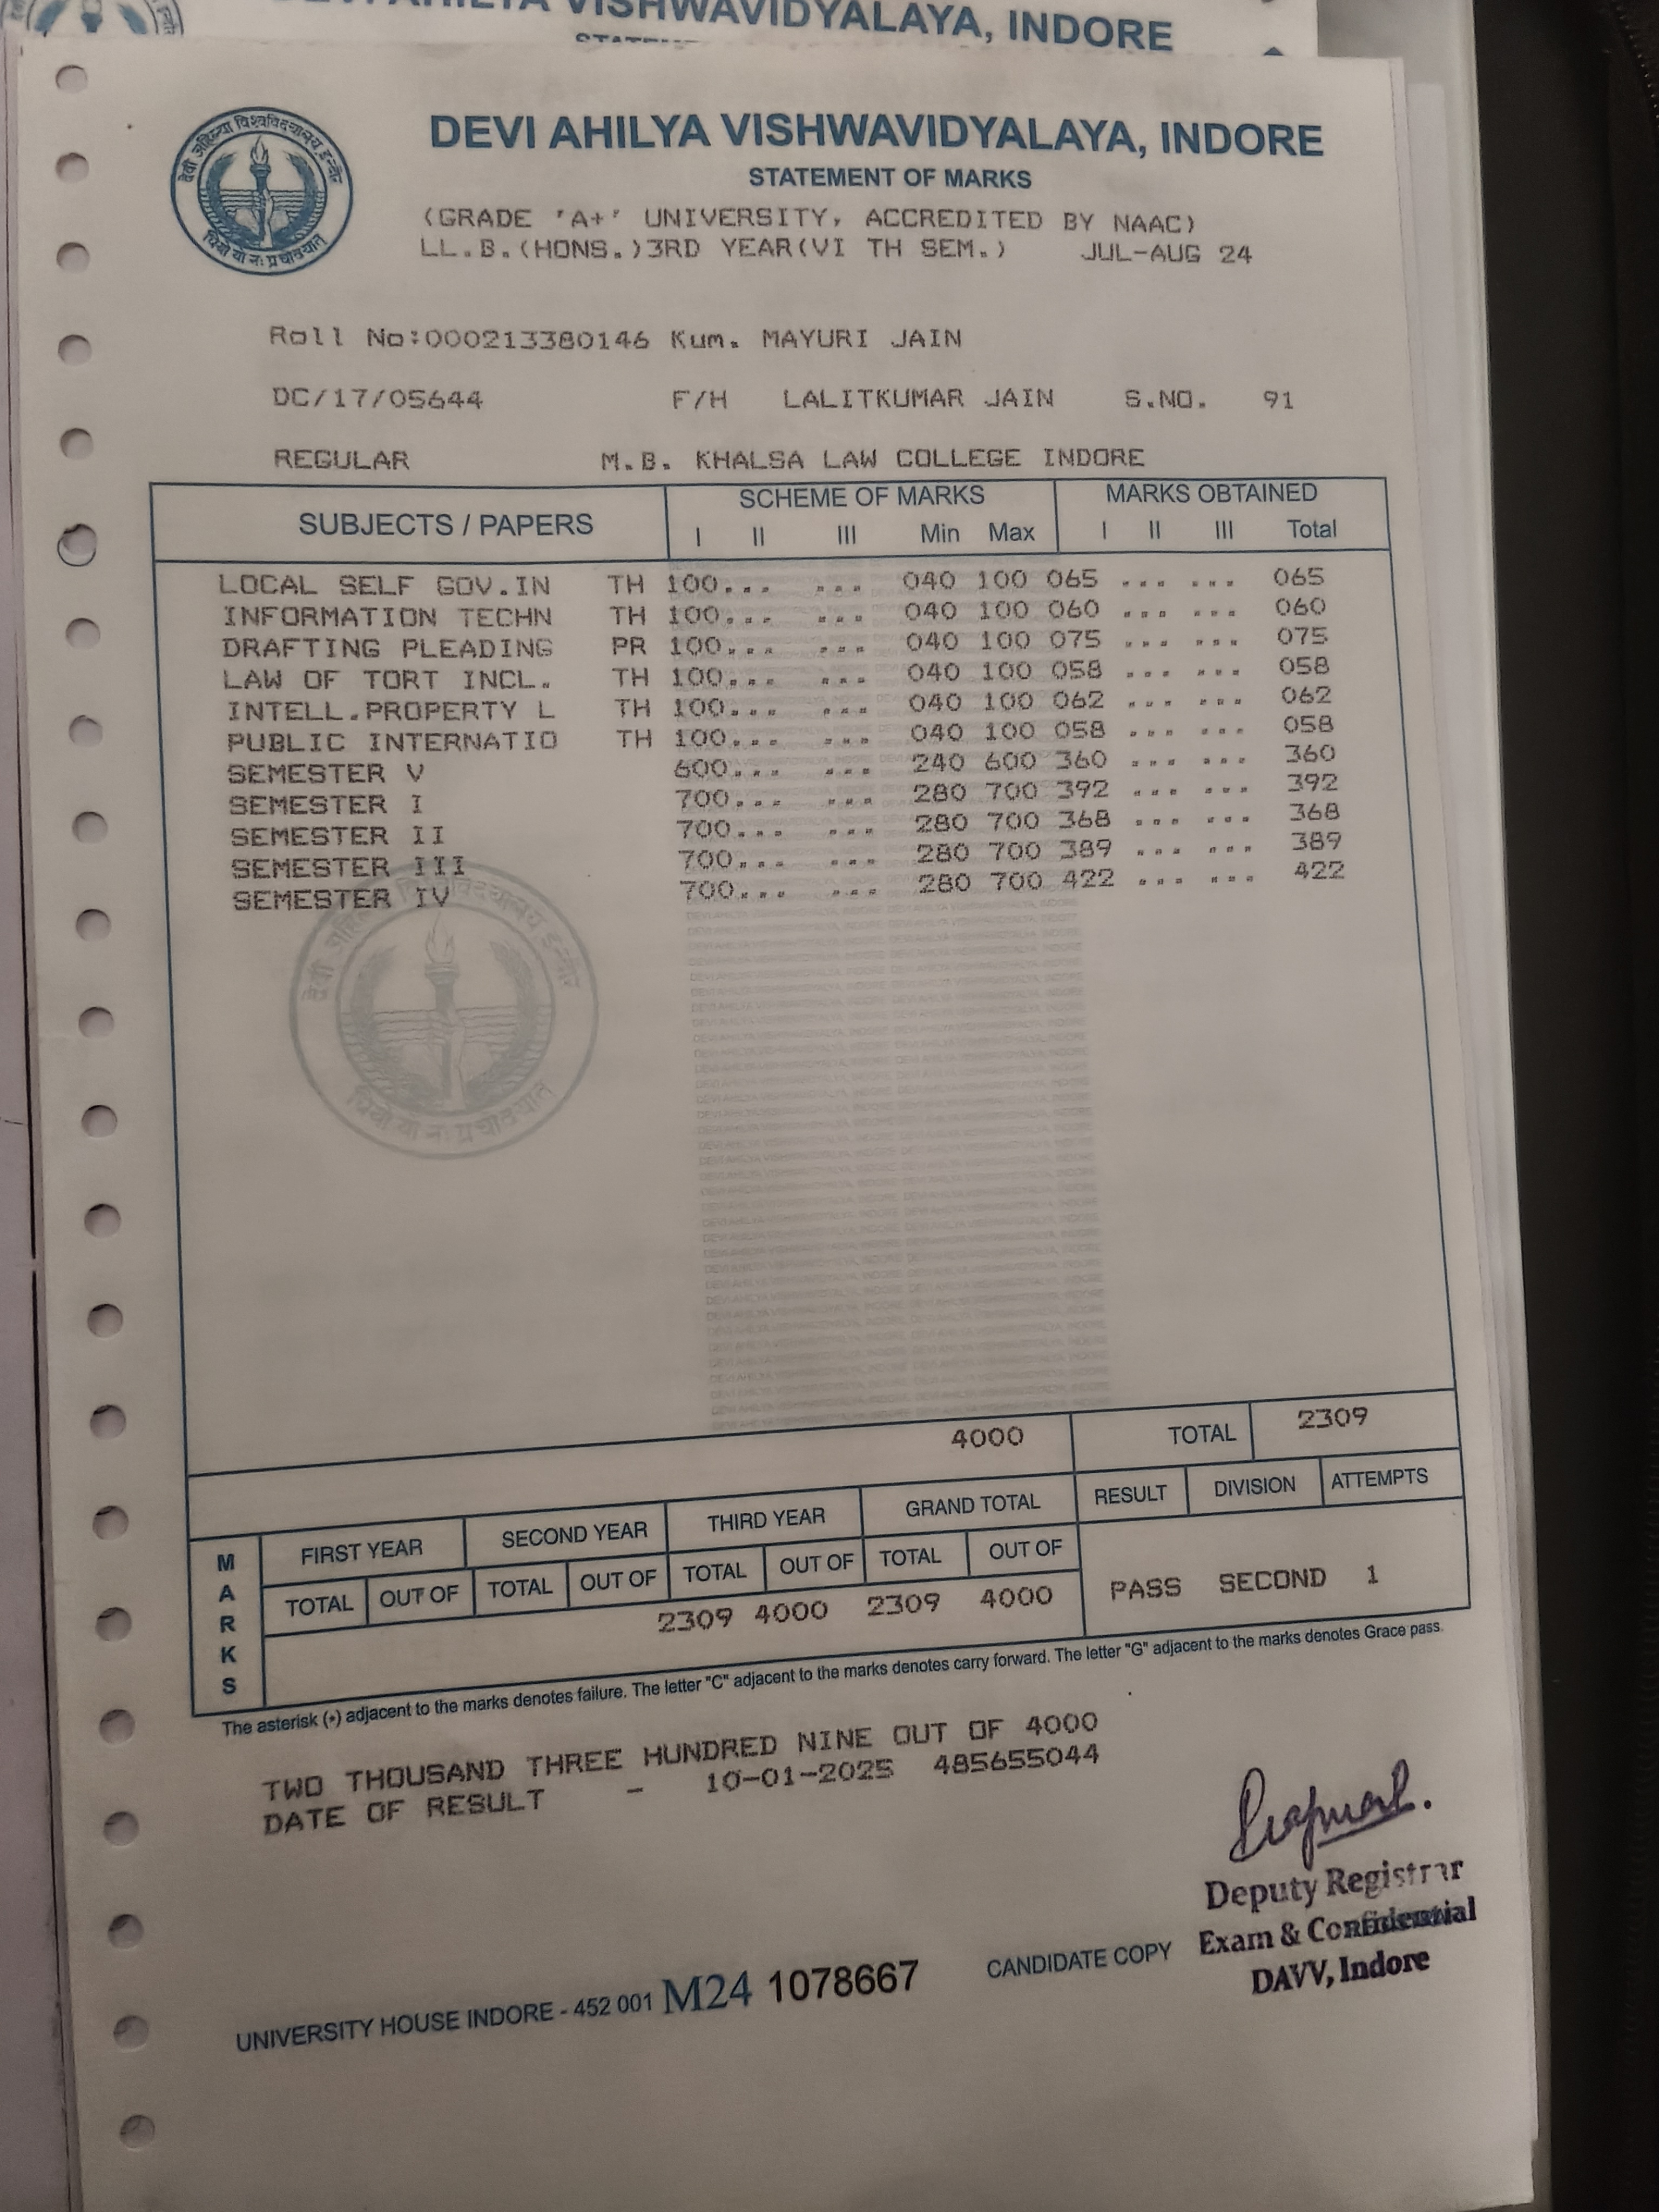 DEVI AHILYA VISHWAVIDYALAYA, INDORE
देवी अहिल्या विश्वविद्यालय, इन्दौर
धियो यो नः प्रचोदयात्
DEVI AHILYA VISHWAVIDYALAYA, INDORE
STATEMENT OF MARKS
(GRADE 'A+' UNIVERSITY, ACCREDITED BY NAAC)
LL.B.(HONS.)3RD YEAR(VI TH SEM.) JUL-AUG 24
Roll No:000213380146 Kum. MAYURI JAIN
DC/17/05644 F/H LALITKUMAR JAIN S.NO. 91
REGULAR M.B. KHALSA LAW COLLEGE INDORE
SUBJECTS / PAPERS SCHEME OF MARKS MARKS OBTAINED
I II III Min Max I II III Total
LOCAL SELF GOV.IN TH 100... ... 040 100 065 ... ... 065
INFORMATION TECHN TH 100... ... 040 100 060 ... ... 060
DRAFTING PLEADING PR 100... ... 040 100 075 ... ... 075
LAW OF TORT INCL. TH 100... ... 040 100 058 ... ... 058
INTELL.PROPERTY L TH 100... ... 040 100 062 ... ... 062
PUBLIC INTERNATIO TH 100... ... 040 100 058 ... ... 058
SEMESTER V 600... ... 240 600 360 ... ... 360
SEMESTER I 700... ... 280 700 392 ... ... 392
SEMESTER II 700... ... 280 700 368 ... ... 368
SEMESTER III 700... ... 280 700 389 ... ... 389
SEMESTER IV 700... ... 280 700 422 ... ... 422
4000 TOTAL 2309
MARKS FIRST YEAR SECOND YEAR THIRD YEAR GRAND TOTAL RESULT DIVISION ATTEMPTS
TOTAL OUT OF TOTAL OUT OF TOTAL OUT OF TOTAL OUT OF
2309 4000 2309 4000 PASS SECOND 1
The asterisk (*) adjacent to the marks denotes failure. The letter "C" adjacent to the marks denotes carry forward. The letter "G" adjacent to the marks denotes Grace pass.
TWO THOUSAND THREE HUNDRED NINE OUT OF 4000
DATE OF RESULT - 10-01-2025 485655044
Deputy Registrar
Exam & Confidential
DAVV, Indore
UNIVERSITY HOUSE INDORE - 452 001 M24 1078667 CANDIDATE COPY